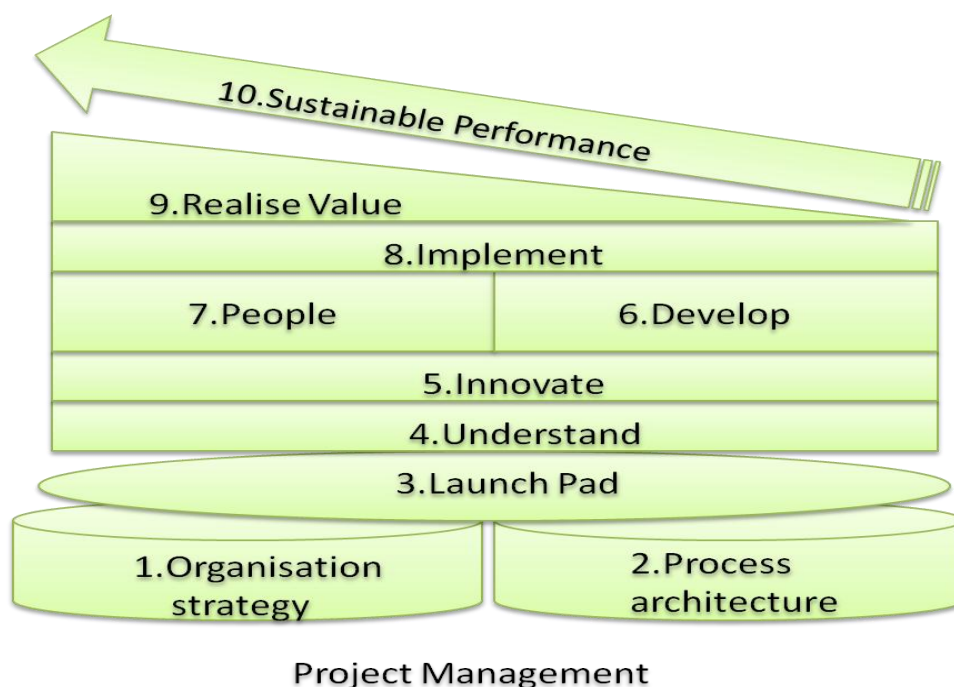 10.Sustainable Performance
9.Realise Value
8.Implement
7.People
6.Develop
5.Innovate
4.Understand
3.Launch Pad
1.Organisation
strategy
2.Process
architecture
Project Management